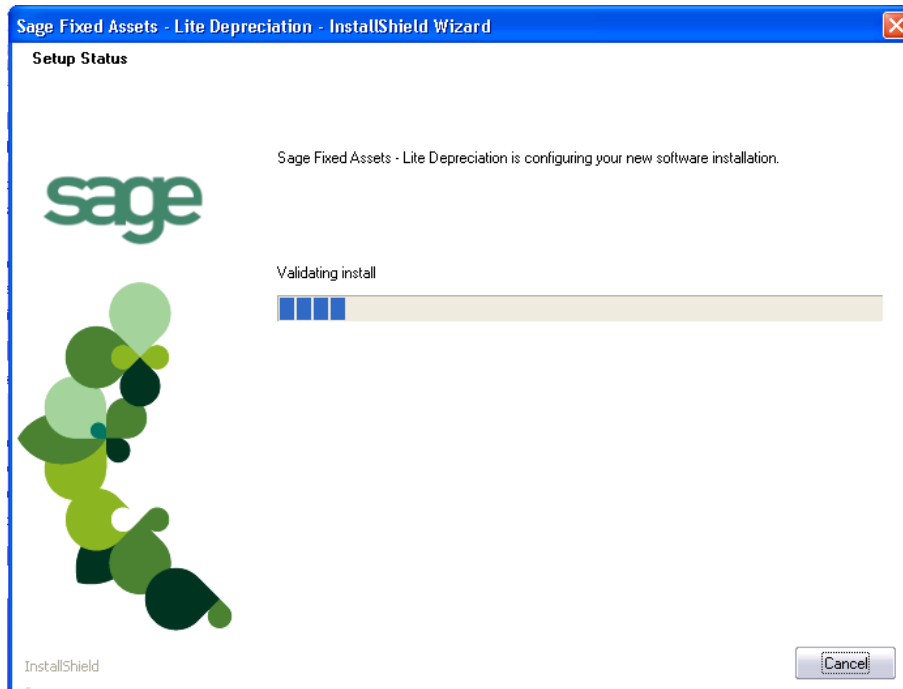 Sage Fixed Assets - Lite Depreciation - InstallShield Wizard
Setup Status
Sage Fixed Assets - Lite Depreciation is configuring your new software installation.
sage
Validating install
InstallShield
Cancel